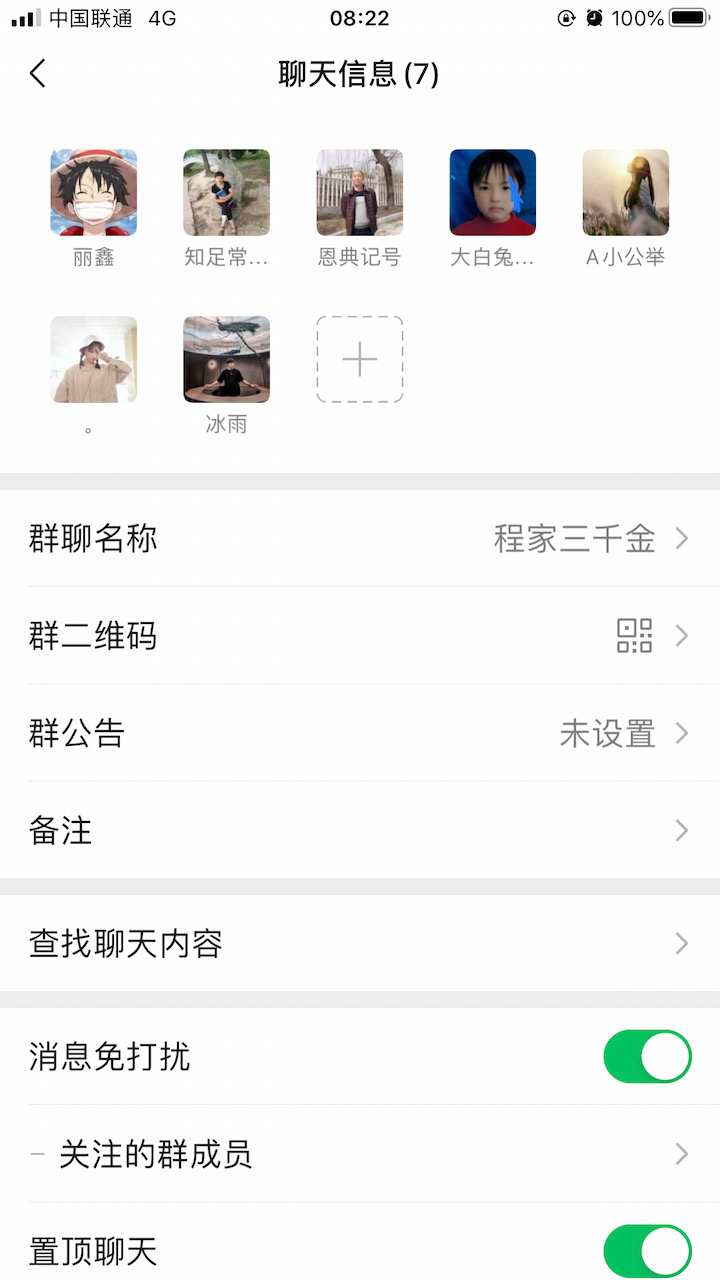 中国联通 4G 08:22 100%
聊天信息(7)
丽鑫 知足常... 恩典记号 大白兔... A小公举
。 冰雨
群聊名称 程家三千金
群二维码
群公告 未设置
备注
查找聊天内容
消息免打扰
关注的群成员
置顶聊天